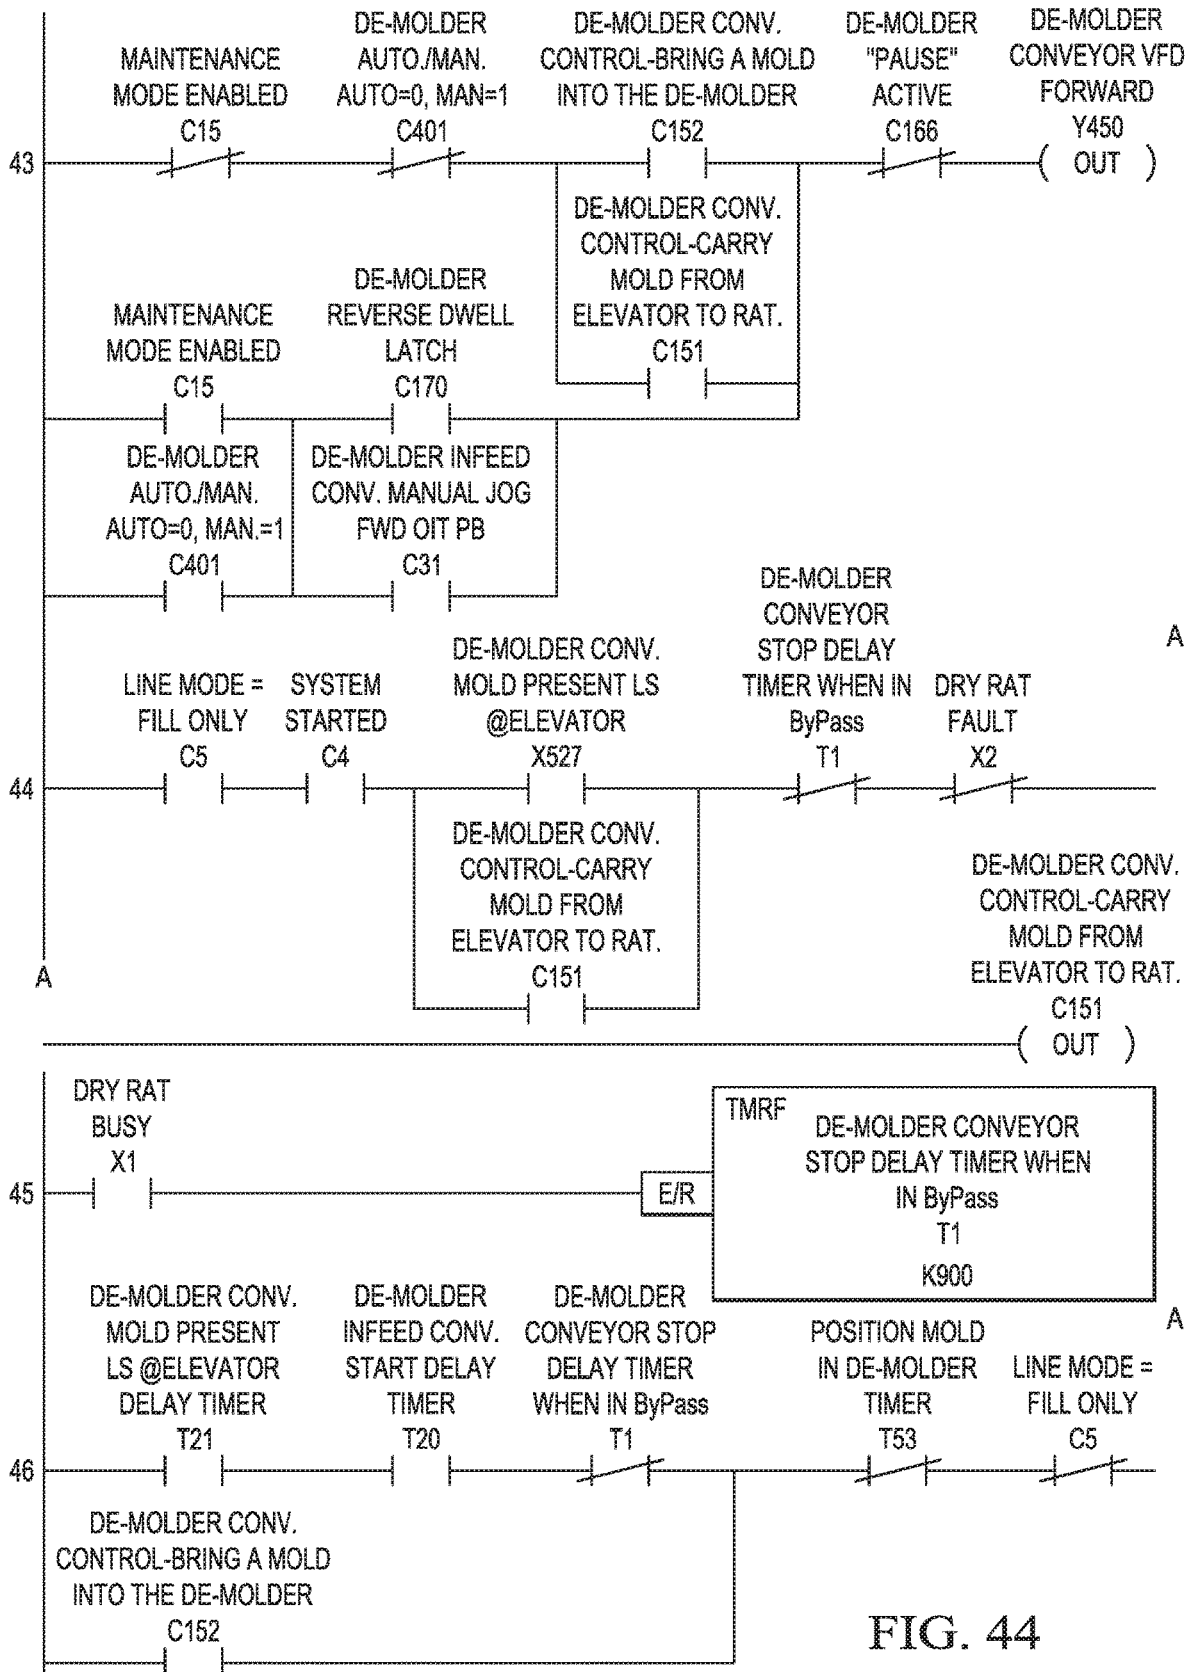 MAINTENANCE
MODE ENABLED
C15
DE-MOLDER
AUTO./MAN.
AUTO=0, MAN=1
C401
DE-MOLDER CONV.
CONTROL-BRING A MOLD
INTO THE DE-MOLDER
C152
DE-MOLDER
"PAUSE"
ACTIVE
C166
DE-MOLDER
CONVEYOR VFD
FORWARD
Y450
( OUT )
43
DE-MOLDER CONV.
CONTROL-CARRY
MOLD FROM
ELEVATOR TO RAT.
C151
MAINTENANCE
MODE ENABLED
C15
DE-MOLDER
REVERSE DWELL
LATCH
C170
DE-MOLDER
AUTO./MAN.
AUTO=0, MAN.=1
C401
DE-MOLDER INFEED
CONV. MANUAL JOG
FWD OIT PB
C31
A
LINE MODE =
FILL ONLY
C5
SYSTEM
STARTED
C4
DE-MOLDER CONV.
MOLD PRESENT LS
@ELEVATOR
X527
DE-MOLDER
CONVEYOR
STOP DELAY
TIMER WHEN IN
ByPass
T1
DRY RAT
FAULT
X2
44
DE-MOLDER CONV.
CONTROL-CARRY
MOLD FROM
ELEVATOR TO RAT.
C151
A
DE-MOLDER CONV.
CONTROL-CARRY
MOLD FROM
ELEVATOR TO RAT.
C151
( OUT )
DRY RAT
BUSY
X1
45
E/R
TMRF
DE-MOLDER CONVEYOR
STOP DELAY TIMER WHEN
IN ByPass
T1
K900
A
DE-MOLDER CONV.
MOLD PRESENT
LS @ELEVATOR
DELAY TIMER
T21
DE-MOLDER
INFEED CONV.
START DELAY
TIMER
T20
DE-MOLDER
CONVEYOR STOP
DELAY TIMER
WHEN IN ByPass
T1
POSITION MOLD
IN DE-MOLDER
TIMER
T53
LINE MODE =
FILL ONLY
C5
46
DE-MOLDER CONV.
CONTROL-BRING A MOLD
INTO THE DE-MOLDER
C152
FIG. 44